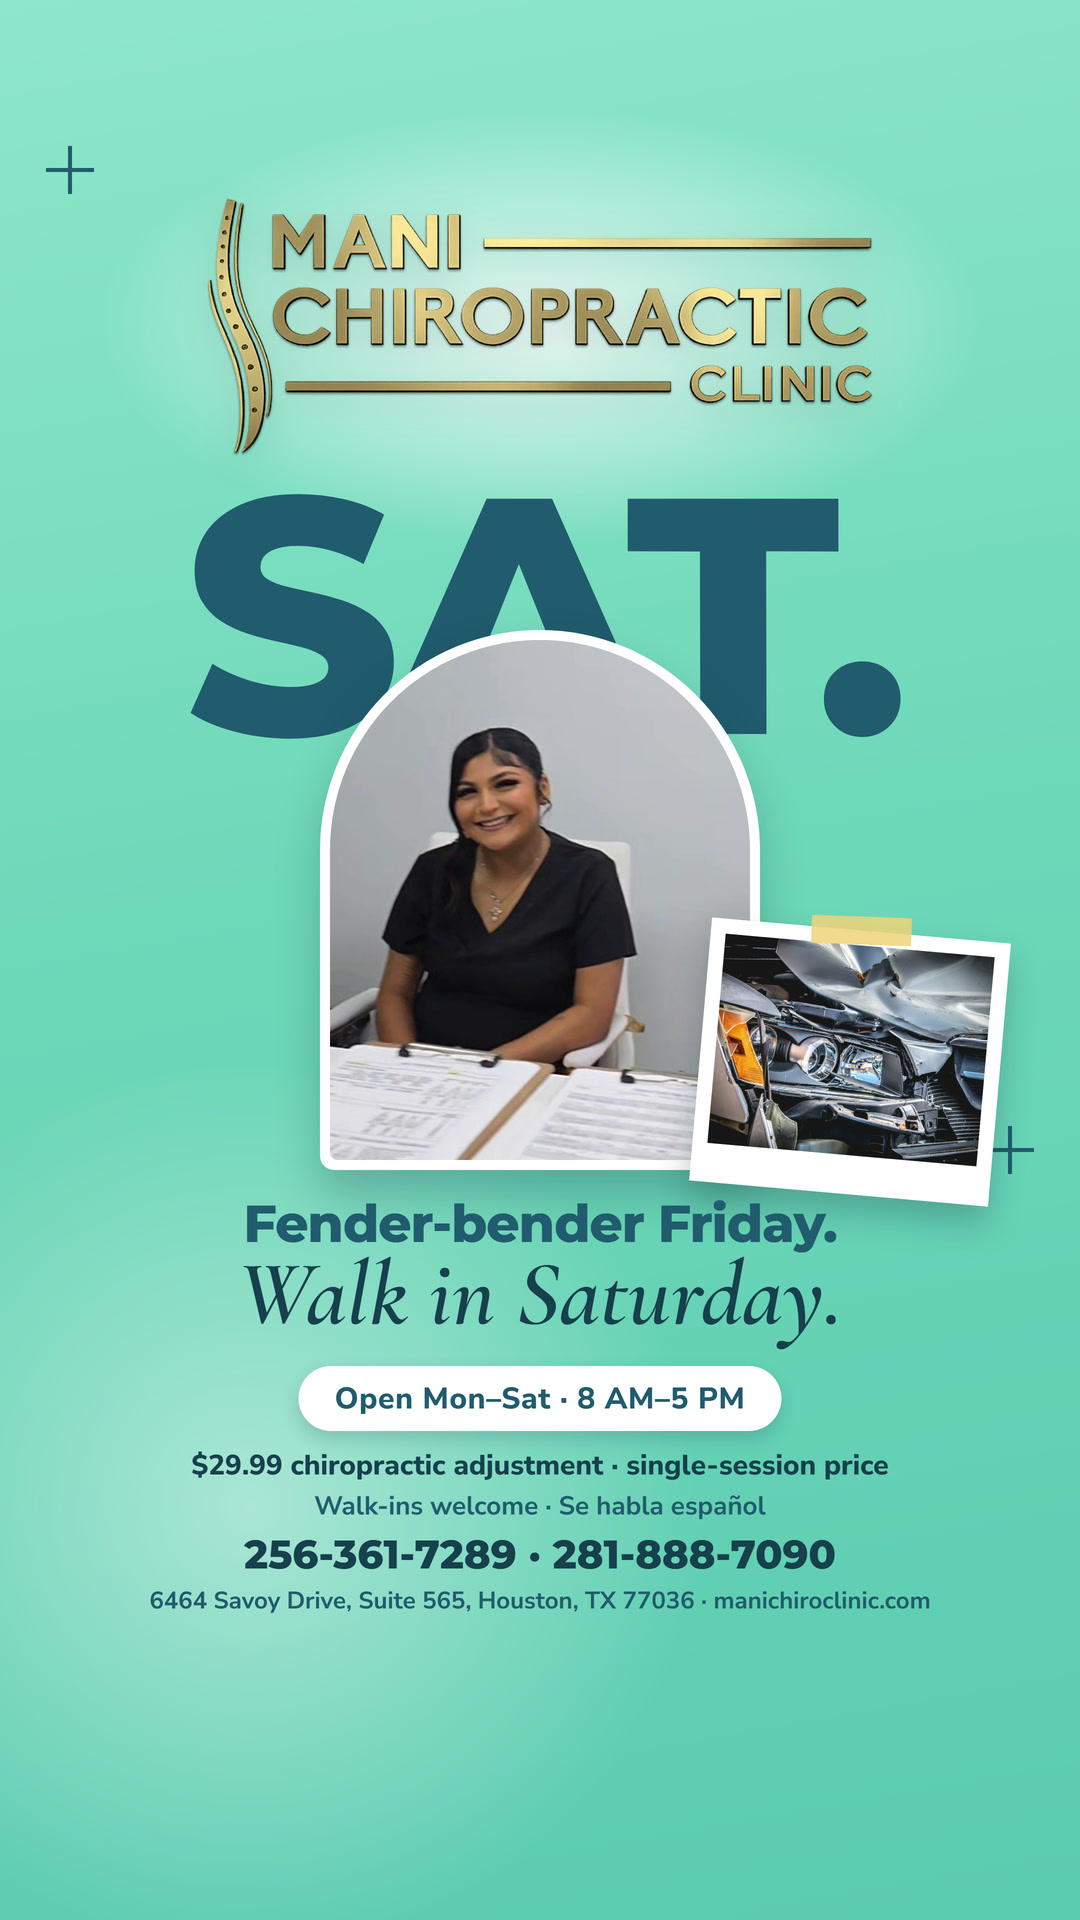 MANI
CHIROPRACTIC
CLINIC
SAT.
Fender-bender Friday.
Walk in Saturday.
Open Mon–Sat · 8 AM–5 PM
$29.99 chiropractic adjustment · single-session price
Walk-ins welcome · Se habla español
256-361-7289 · 281-888-7090
6464 Savoy Drive, Suite 565, Houston, TX 77036 · manichiroclinic.com